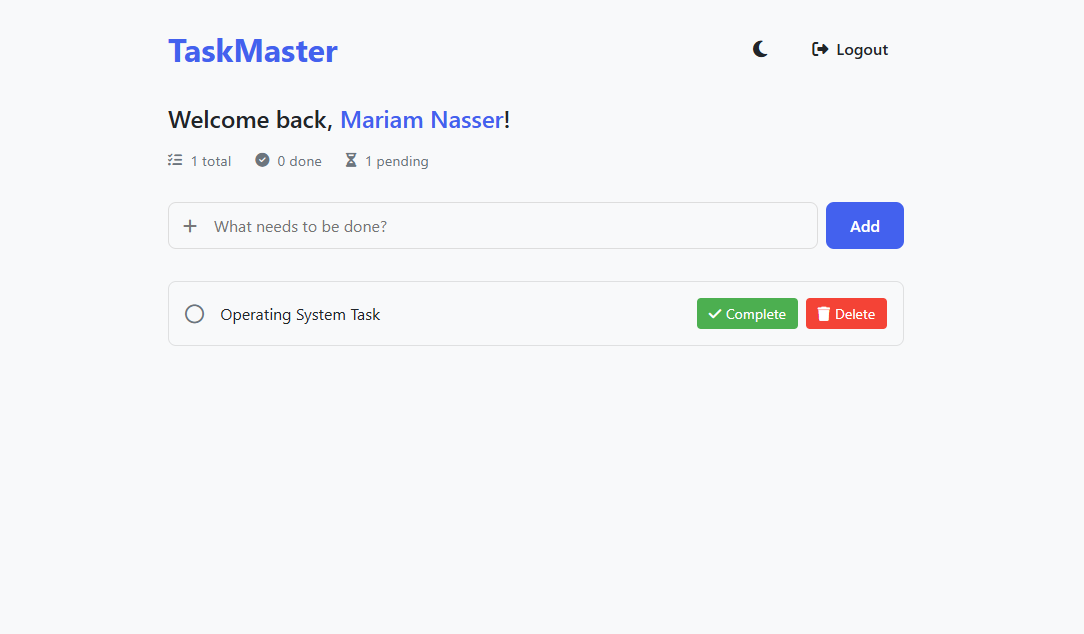 TaskMaster
Logout
Welcome back, Mariam Nasser!
1 total 0 done 1 pending
What needs to be done? Add
Operating System Task Complete Delete